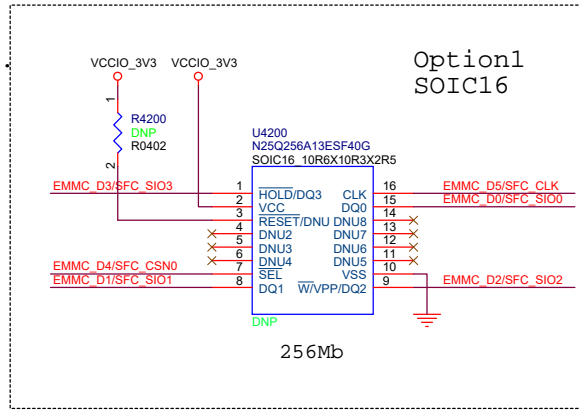 Option1
SOIC16
VCCIO_3V3
VCCIO_3V3
1
R4200
DNP
R0402
2
U4200
N25Q256A13ESF40G
SOIC16_10R6X10R3X2R5
EMMC_D3/SFC_SIO3 1 HOLD/DQ3 CLK 16 EMMC_D5/SFC_CLK
2 VCC DQ0 15 EMMC_D0/SFC_SIO0
3 RESET/DNU DNU8 14
4 DNU2 DNU7 13
5 DNU3 DNU6 12
6 DNU4 DNU5 11
EMMC_D4/SFC_CSN0 7 SEL VSS 10
EMMC_D1/SFC_SIO1 8 DQ1 W/VPP/DQ2 9 EMMC_D2/SFC_SIO2
DNP
256Mb